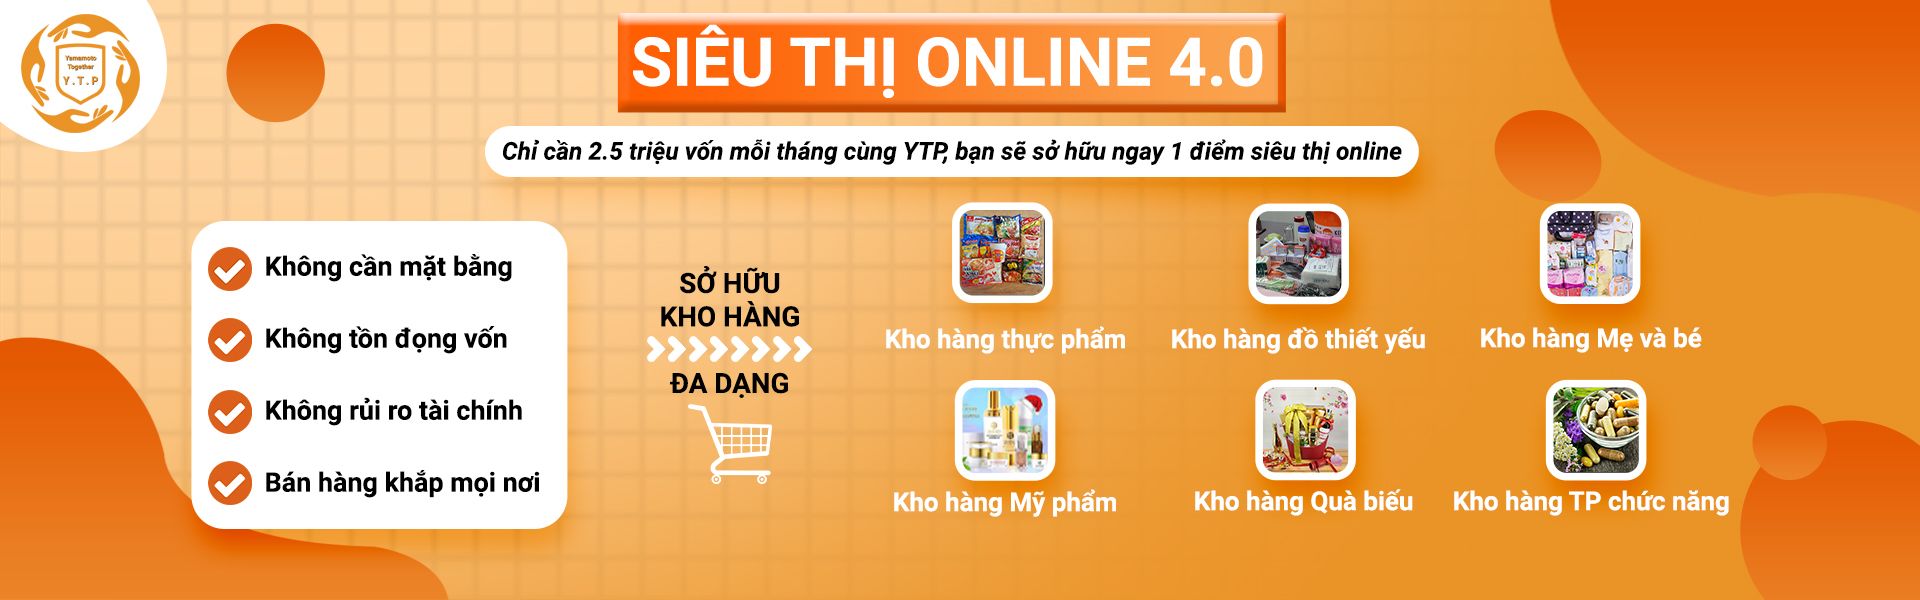 Yamamoto
Together
Y.T.P
SIÊU THỊ ONLINE 4.0
Chỉ cần 2.5 triệu vốn mỗi tháng cùng YTP, bạn sẽ sở hữu ngay 1 điểm siêu thị online
Không cần mặt bằng
Không tồn đọng vốn
Không rủi ro tài chính
Bán hàng khắp mọi nơi
SỞ HỮU
KHO HÀNG
ĐA DẠNG
Kho hàng thực phẩm
Kho hàng đồ thiết yếu
Kho hàng Mẹ và bé
Kho hàng Mỹ phẩm
Kho hàng Quà biếu
Kho hàng TP chức năng